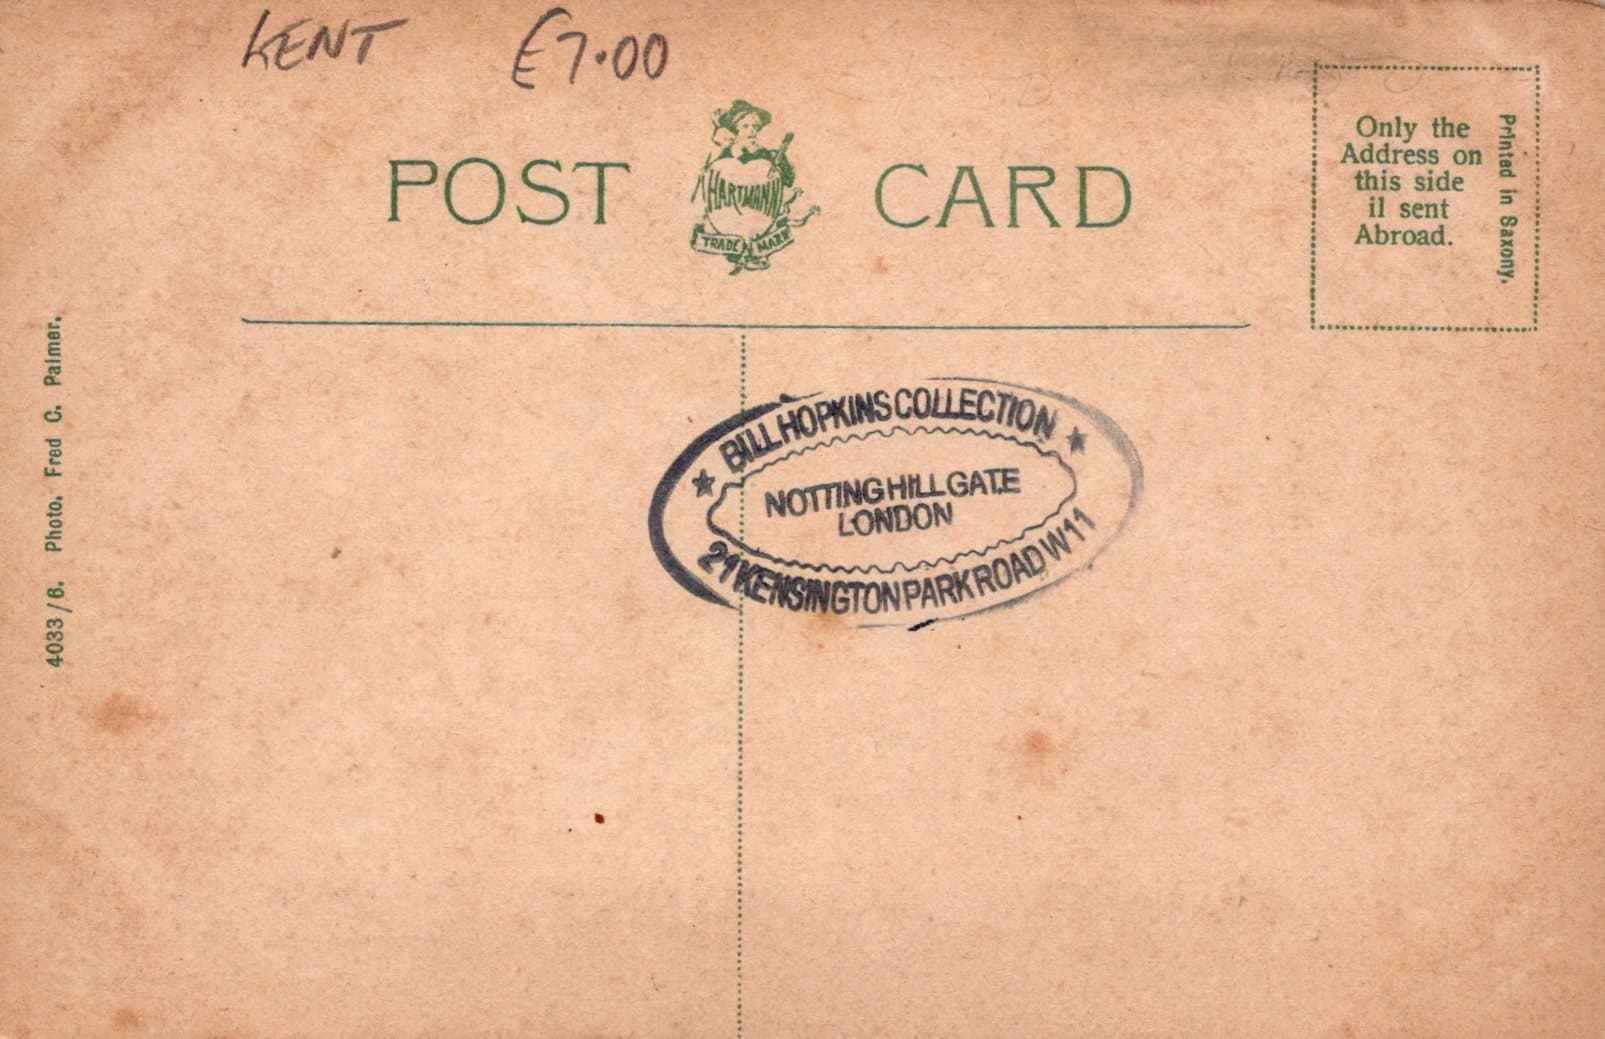 KENT £7.00
POST CARD
HARTMANN
TRADE MARK
Only the
Address on
this side
il sent
Abroad.
Printed in Saxony.
4033/6. Photo. Fred C. Palmer.
★ BILL HOPKINS COLLECTION ★
NOTTING HILL GATE
LONDON
21 KENSINGTON PARK ROAD W11